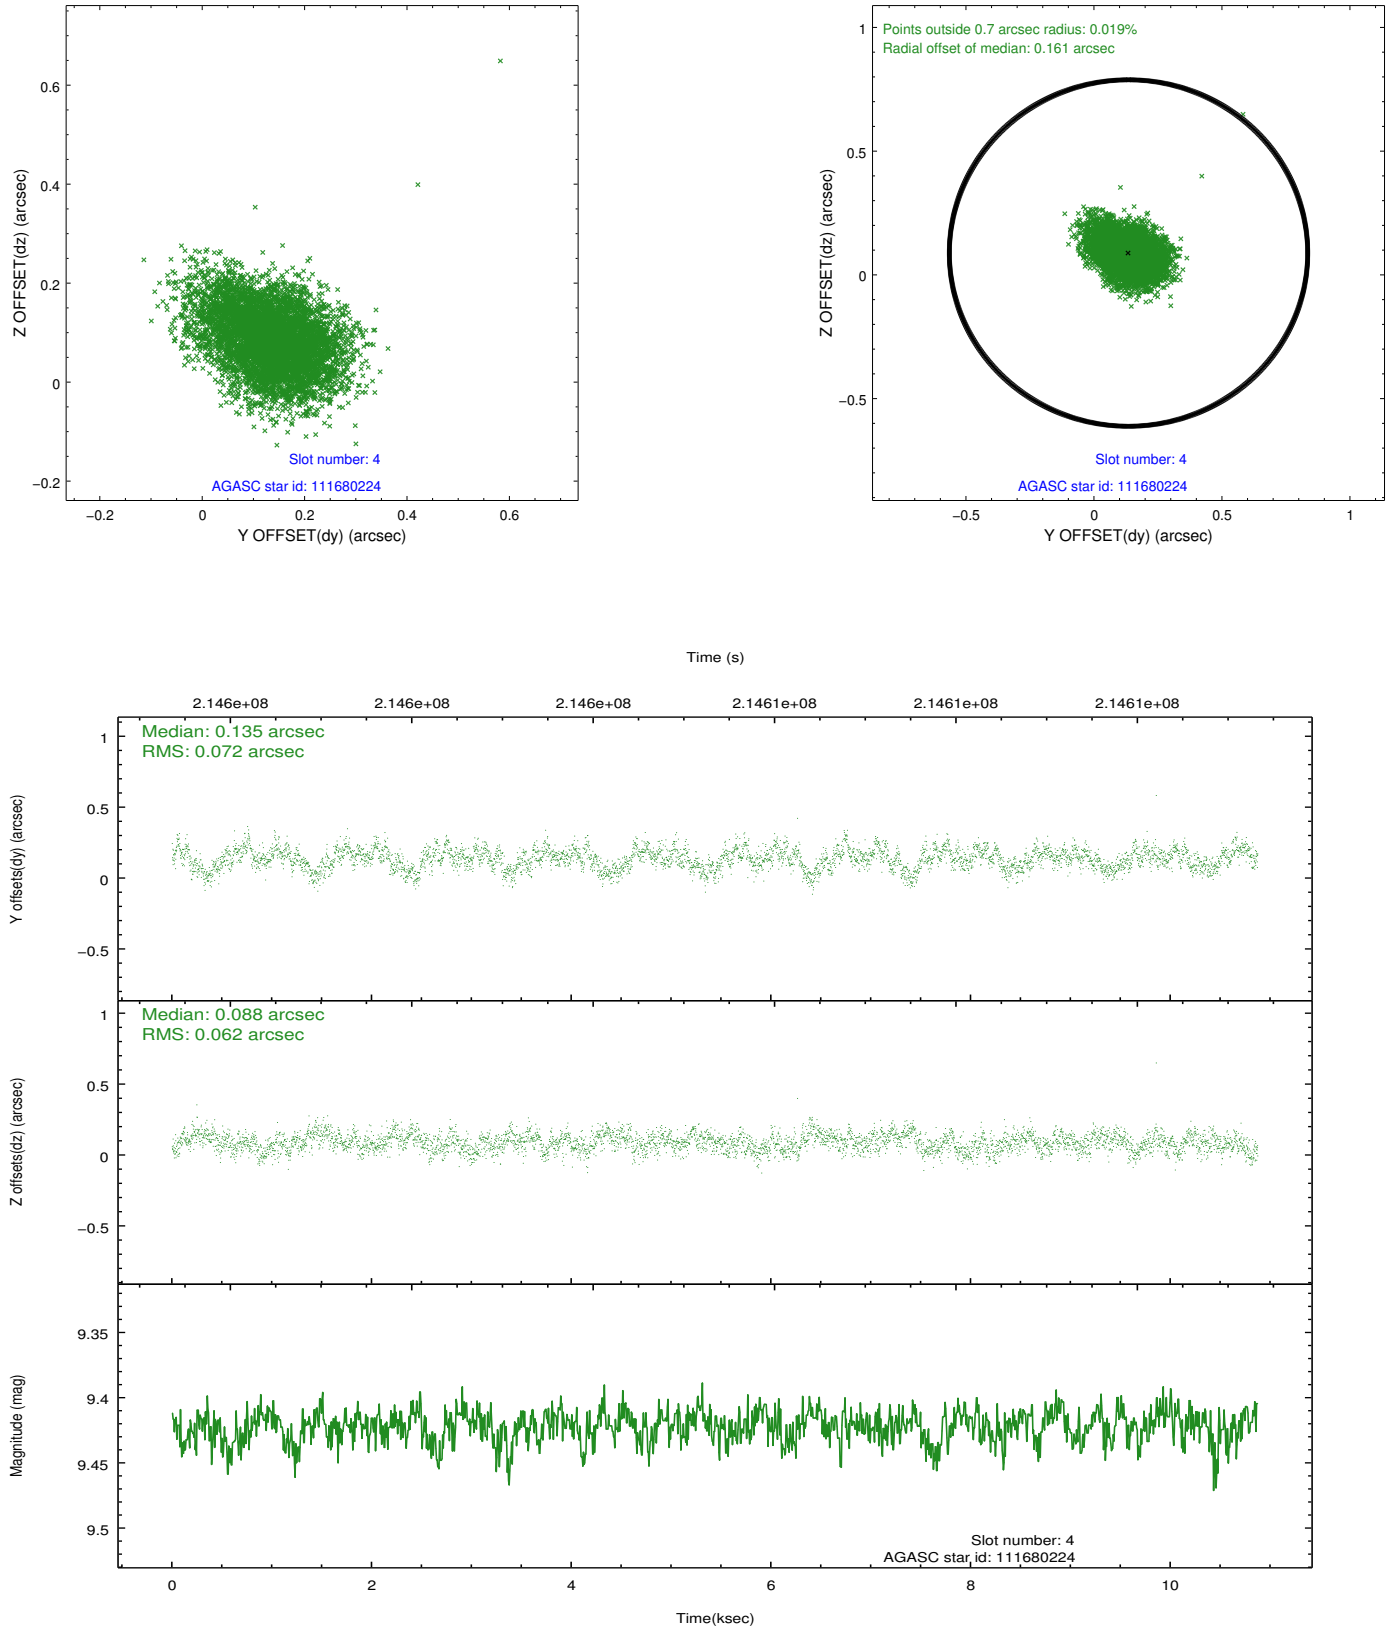 0.6
0.4
0.2
0
−0.2
Z OFFSET(dz) (arcsec)
Slot number: 4
AGASC star id: 111680224
−0.2 0 0.2 0.4 0.6
Y OFFSET(dy) (arcsec)
Points outside 0.7 arcsec radius: 0.019%
Radial offset of median: 0.161 arcsec
1
0.5
0
−0.5
Z OFFSET(dz) (arcsec)
Slot number: 4
AGASC star id: 111680224
−0.5 0 0.5 1
Y OFFSET(dy) (arcsec)
Time (s)
2.146e+08 2.146e+08 2.146e+08 2.1461e+08 2.1461e+08 2.1461e+08
Median: 0.135 arcsec
RMS: 0.072 arcsec
1
0.5
0
−0.5
Y offsets(dy) (arcsec)
Median: 0.088 arcsec
RMS: 0.062 arcsec
1
0.5
0
−0.5
Z offsets(dz) (arcsec)
9.35
9.4
9.45
9.5
Magnitude (mag)
Slot number: 4
AGASC star id: 111680224
0 2 4 6 8 10
Time(ksec)